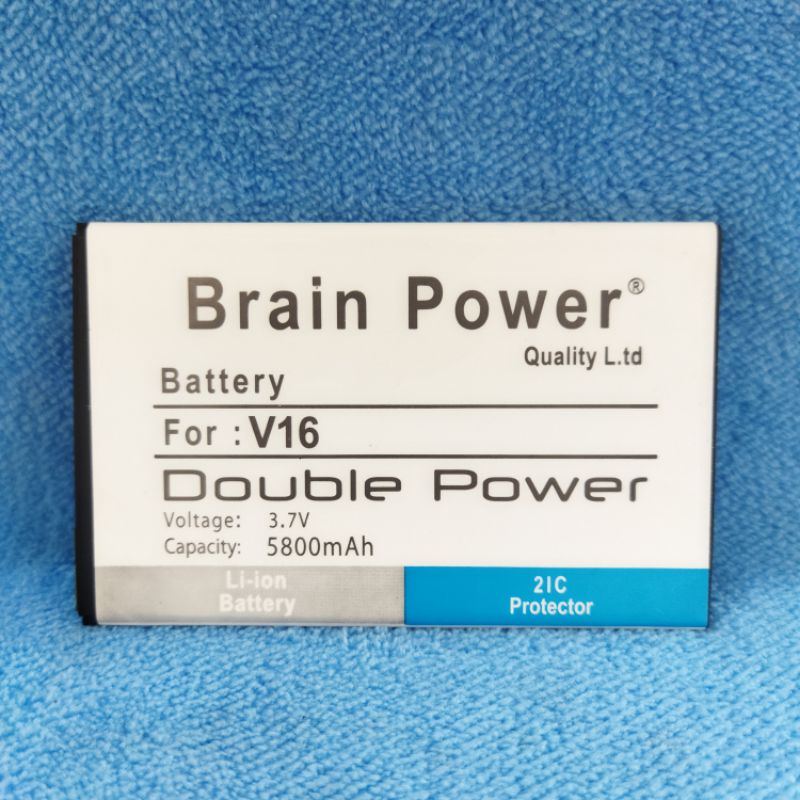 Brain Power®
Quality L.td
Battery
For : V16
Double Power
Voltage: 3.7V
Capacity: 5800mAh
Li-ion
Battery
2IC
Protector